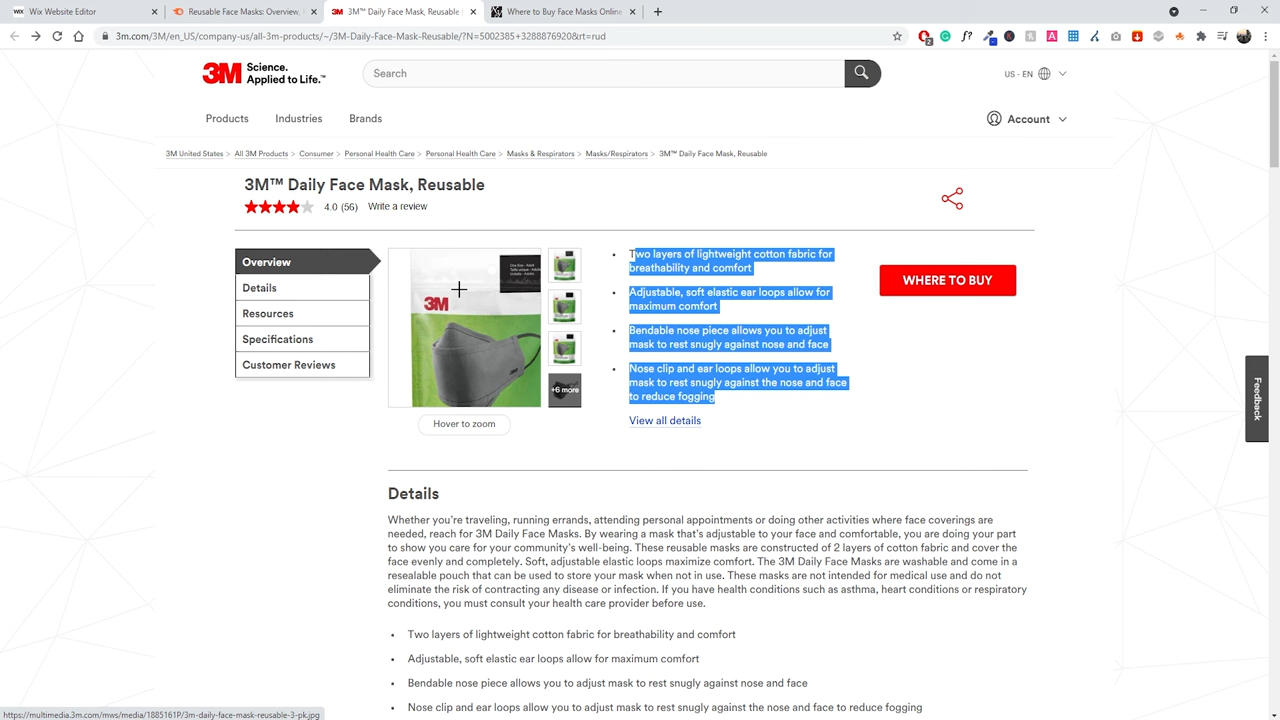 Wix Website Editor
Reusable Face Masks: Overview,
3M™ Daily Face Mask, Reusable
Where to Buy Face Masks Online
3m.com/3M/en_US/company-us/all-3m-products/~/3M-Daily-Face-Mask-Reusable/?N=5002385+3288876920&rt=rud
3M Science.
Applied to Life.™
Search
US - EN
Products
Industries
Brands
Account
3M United States > All 3M Products > Consumer > Personal Health Care > Personal Health Care > Masks & Respirators > Masks/Respirators > 3M™ Daily Face Mask, Reusable
3M™ Daily Face Mask, Reusable
4.0 (56) Write a review
Overview
Details
Resources
Specifications
Customer Reviews
3M
+6 more
Hover to zoom
Two layers of lightweight cotton fabric for
breathability and comfort
Adjustable, soft elastic ear loops allow for
maximum comfort
Bendable nose piece allows you to adjust
mask to rest snugly against nose and face
Nose clip and ear loops allow you to adjust
mask to rest snugly against the nose and face
to reduce fogging
View all details
WHERE TO BUY
Feedback
Details
Whether you're traveling, running errands, attending personal appointments or doing other activities where face coverings are
needed, reach for 3M Daily Face Masks. By wearing a mask that's adjustable to your face and comfortable, you are doing your part
to show you care for your community's well-being. These reusable masks are constructed of 2 layers of cotton fabric and cover the
face evenly and completely. Soft, adjustable elastic loops maximize comfort. The 3M Daily Face Masks are washable and come in a
resealable pouch that can be used to store your mask when not in use. These masks are not intended for medical use and do not
eliminate the risk of contracting any disease or infection. If you have health conditions such as asthma, heart conditions or respiratory
conditions, you must consult your health care provider before use.
Two layers of lightweight cotton fabric for breathability and comfort
Adjustable, soft elastic ear loops allow for maximum comfort
Bendable nose piece allows you to adjust mask to rest snugly against nose and face
Nose clip and ear loops allow you to adjust mask to rest snugly against the nose and face to reduce fogging
https://multimedia.3m.com/mws/media/1885161P/3m-daily-face-mask-reusable-3-pk.jpg